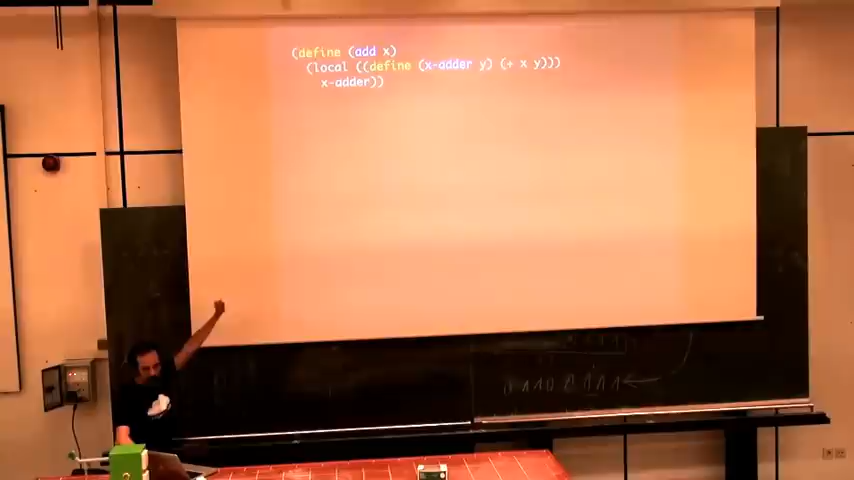 (define (add x)
(local ((define (x-adder y) (+ x y)))
x-adder))